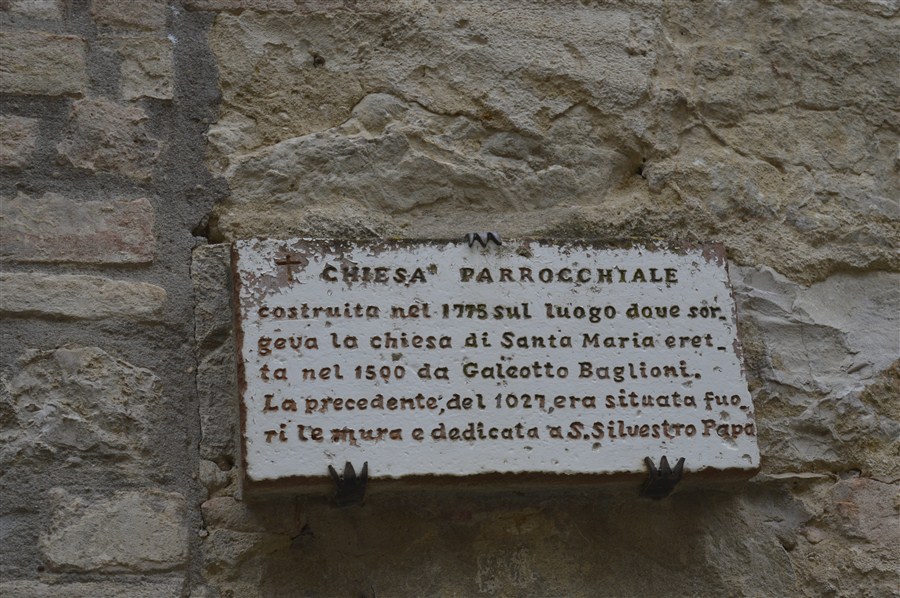 CHIESA PARROCCHIALE
costruita nel 1775 sul luogo dove sor-
geva la chiesa di Santa Maria eret-
ta nel 1500 da Galeotto Baglioni.
La precedente, del 1027, era situata fuo-
ri le mura e dedicata a S. Silvestro Papa